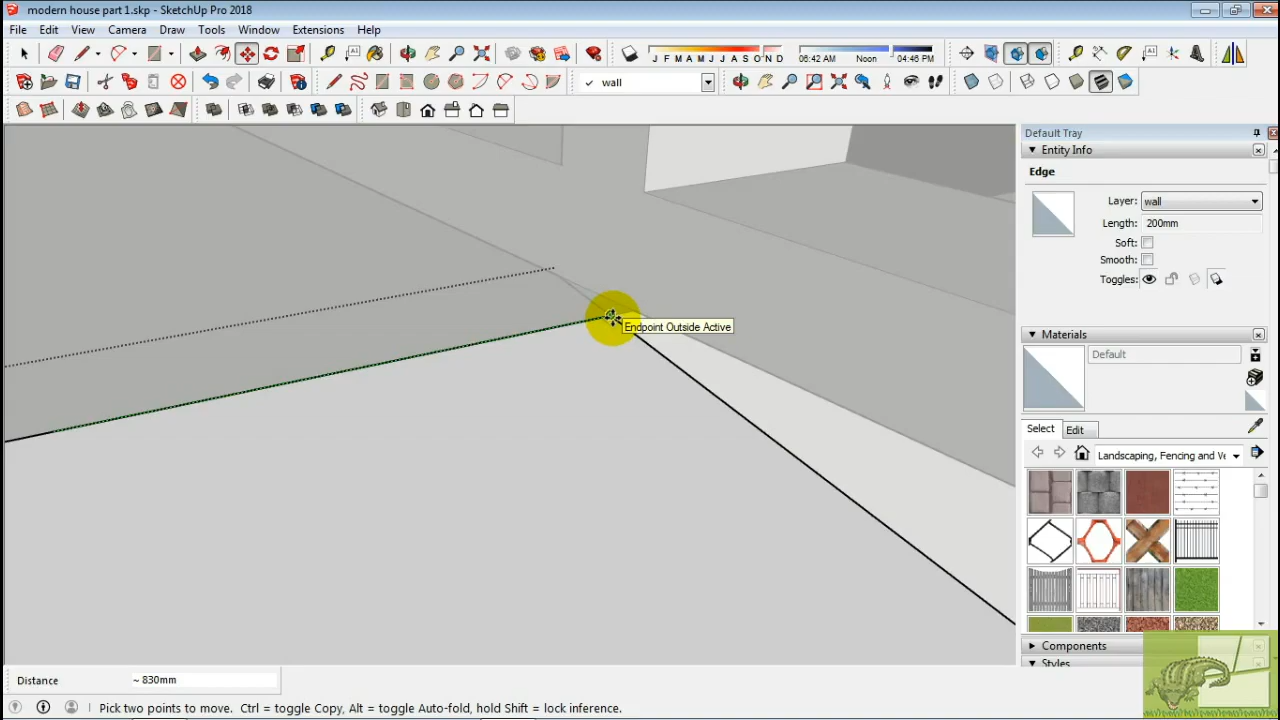 modern house part 1.skp - SketchUp Pro 2018
File Edit View Camera Draw Tools Window Extensions Help
J F M A M J J A S O N D 06:42 AM Noon 04:46 PM
wall
Default Tray
Entity Info
Edge
Layer: wall
Length: 200mm
Soft:
Smooth:
Toggles:
Endpoint Outside Active
Materials
Default
Select Edit
Landscaping, Fencing and Ve
Components
Styles
Distance ~ 830mm
Pick two points to move. Ctrl = toggle Copy, Alt = toggle Auto-fold, hold Shift = lock inference.